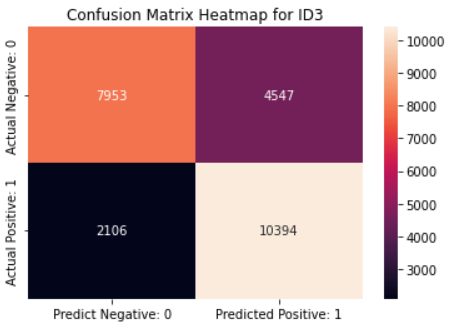 Confusion Matrix Heatmap for ID3
Actual Negative: 0
7953
4547
Actual Positive: 1
2106
10394
Predict Negative: 0
Predicted Positive: 1
10000
9000
8000
7000
6000
5000
4000
3000